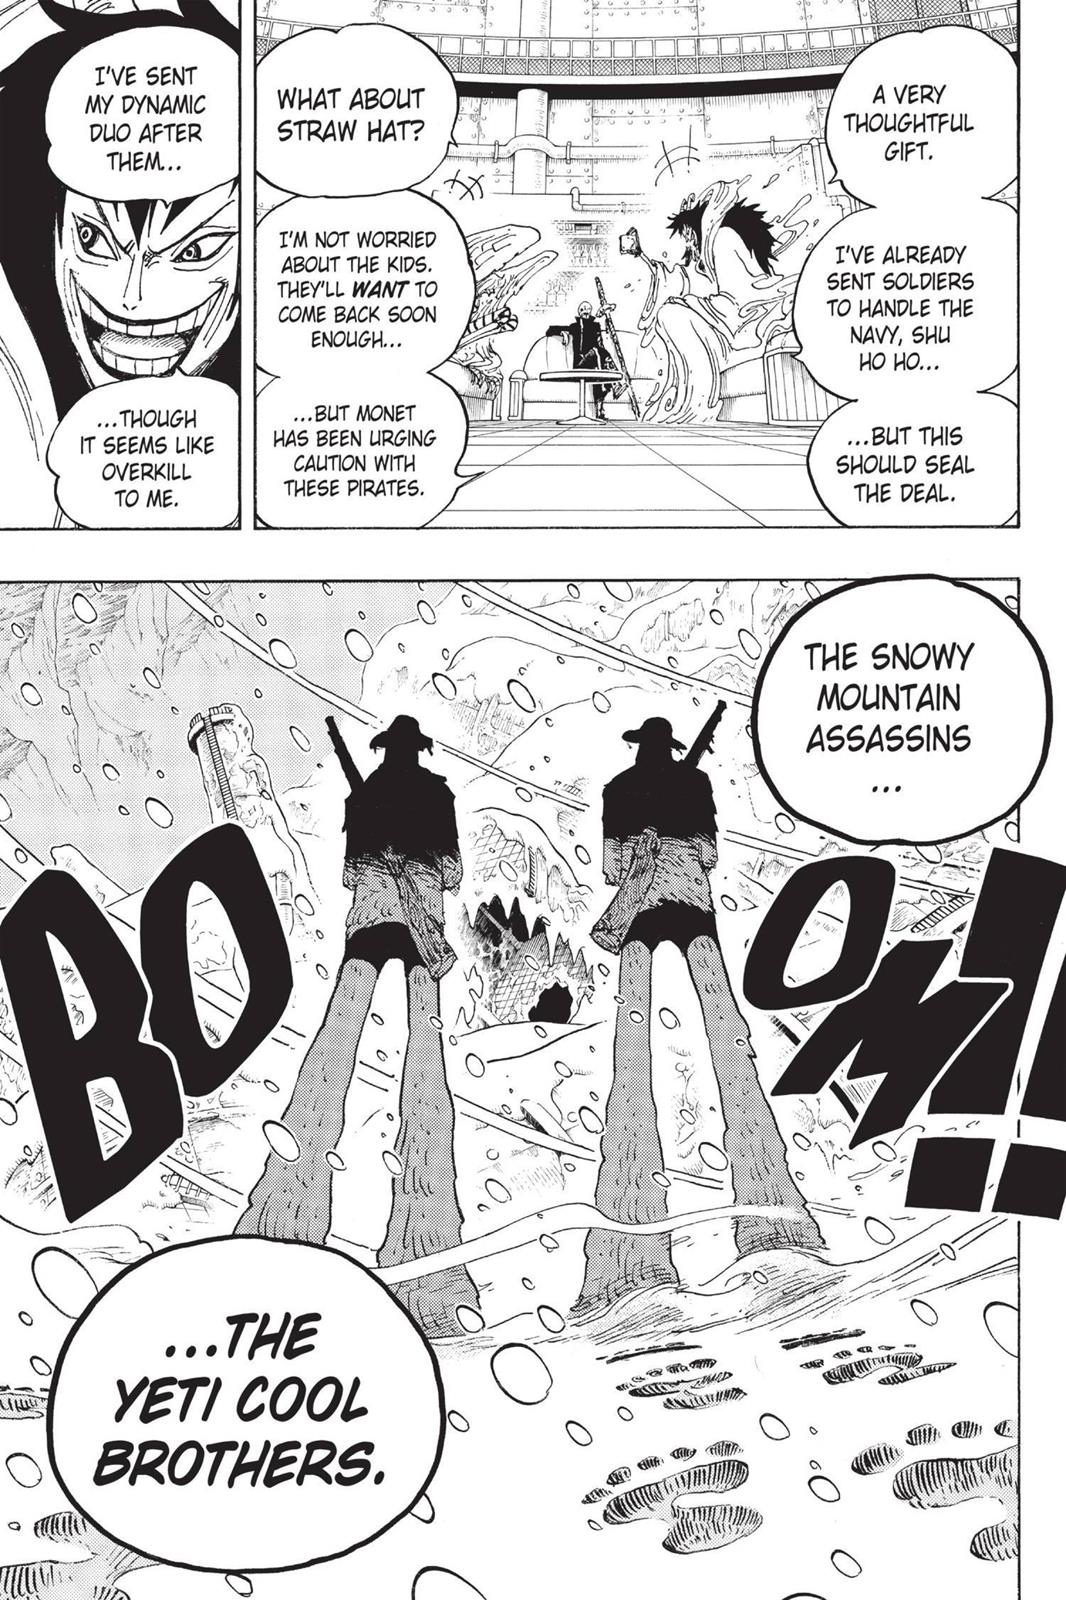 A VERY
THOUGHTFUL
GIFT.
I'VE ALREADY
SENT SOLDIERS
TO HANDLE THE
NAVY, SHU
HO HO...
...BUT THIS
SHOULD SEAL
THE DEAL.
WHAT ABOUT
STRAW HAT?
I'M NOT WORRIED
ABOUT THE KIDS.
THEY'LL WANT TO
COME BACK SOON
ENOUGH...
...BUT MONET
HAS BEEN URGING
CAUTION WITH
THESE PIRATES.
I'VE SENT
MY DYNAMIC
DUO AFTER
THEM...
...THOUGH
IT SEEMS LIKE
OVERKILL
TO ME.
THE SNOWY
MOUNTAIN
ASSASSINS
...
BOOM!!
...THE
YETI COOL
BROTHERS.